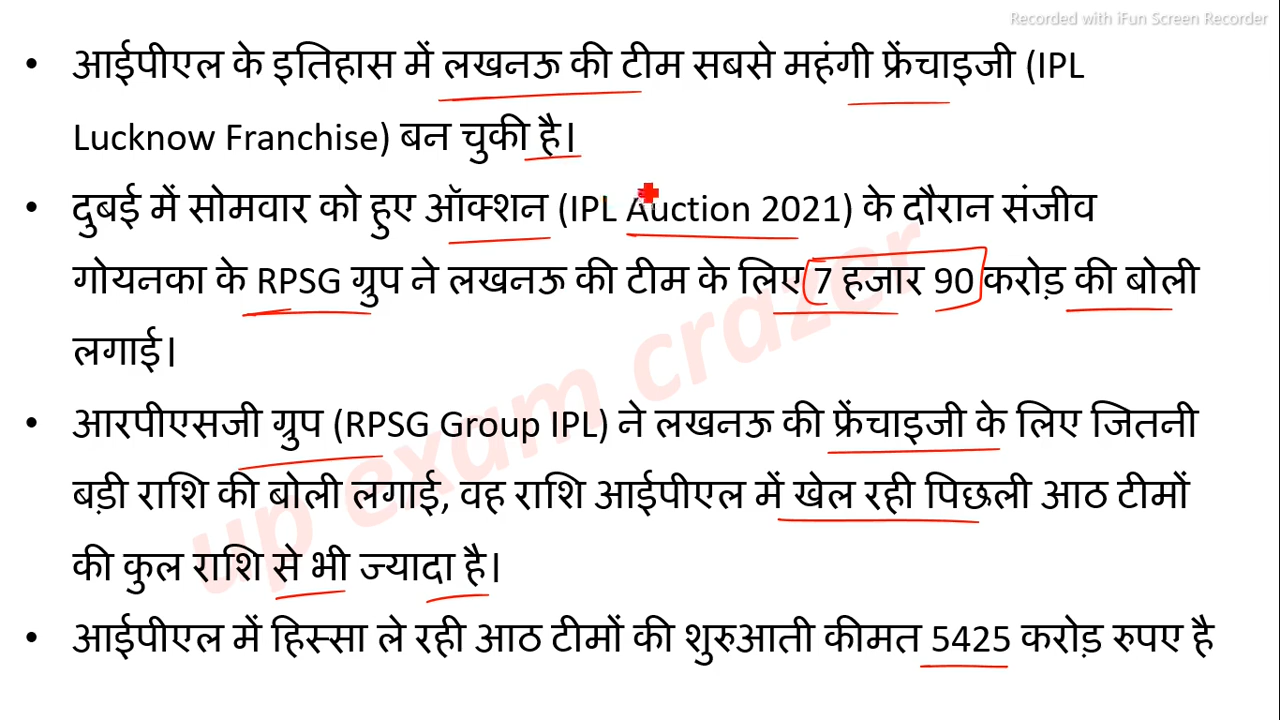 Recorded with iFun Screen Recorder
• आईपीएल के इतिहास में लखनऊ की टीम सबसे महंगी फ्रेंचाइजी (IPL
Lucknow Franchise) बन चुकी है।
• दुबई में सोमवार को हुए ऑक्शन (IPL Auction 2021) के दौरान संजीव
गोयनका के RPSG ग्रुप ने लखनऊ की टीम के लिए 7 हजार 90 करोड़ की बोली
लगाई।
• आरपीएसजी ग्रुप (RPSG Group IPL) ने लखनऊ की फ्रेंचाइजी के लिए जितनी
बड़ी राशि की बोली लगाई, वह राशि आईपीएल में खेल रही पिछली आठ टीमों
की कुल राशि से भी ज्यादा है।
• आईपीएल में हिस्सा ले रही आठ टीमों की शुरुआती कीमत 5425 करोड़ रुपए है
up exam crazer